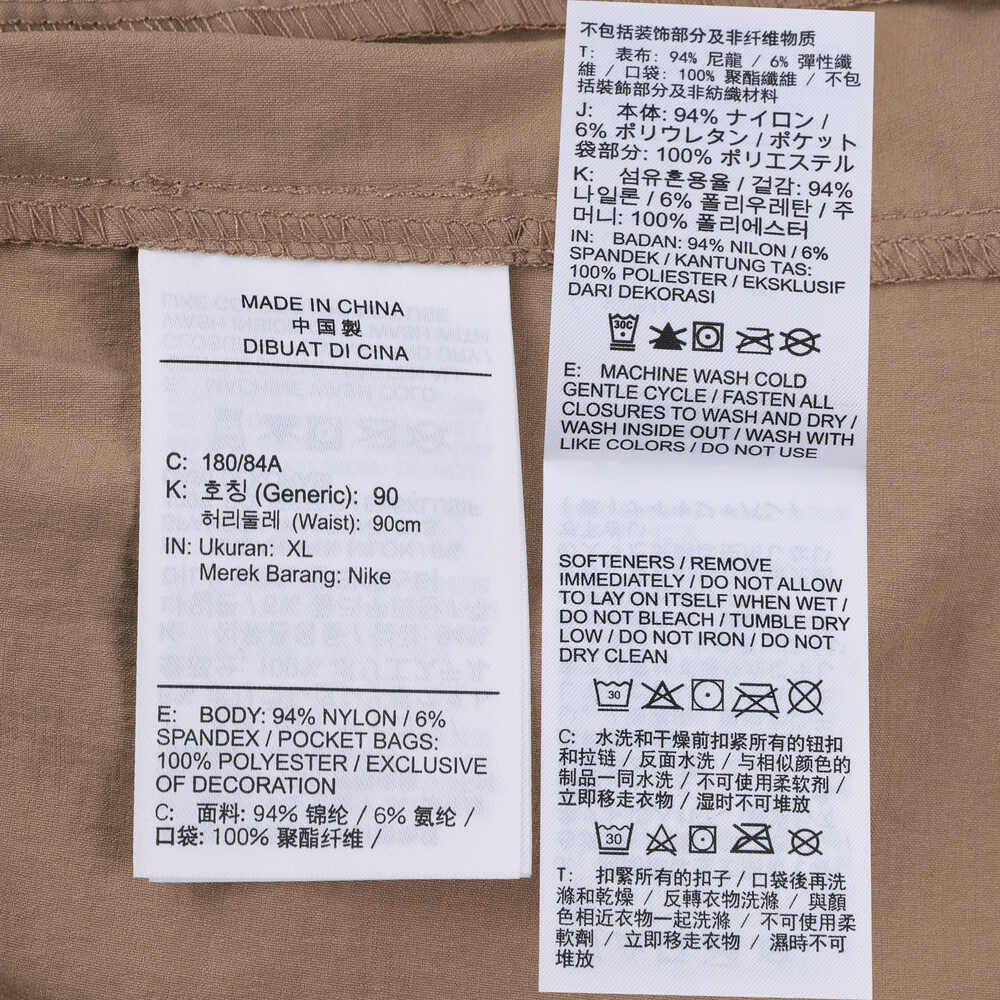 MADE IN CHINA
中国製
DIBUAT DI CINA
C: 180/84A
K: 호칭 (Generic): 90
허리둘레 (Waist): 90cm
IN: Ukuran: XL
Merek Barang: Nike
E: BODY: 94% NYLON / 6%
SPANDEX / POCKET BAGS:
100% POLYESTER / EXCLUSIVE
OF DECORATION
C: 面料: 94% 锦纶 / 6% 氨纶 /
口袋: 100% 聚酯纤维 /
不包括装饰部分及非纤维物质
T: 表布: 94% 尼龍 / 6% 彈性纖
維 / 口袋: 100% 聚酯纖維 / 不包
括裝飾部分及非紡織材料
J: 本体: 94% ナイロン /
6% ポリウレタン / ポケット
袋部分: 100% ポリエステル
K: 섬유혼용율 / 겉감: 94%
나일론 / 6% 폴리우레탄 / 주
머니: 100% 폴리에스터
IN: BADAN: 94% NILON / 6%
SPANDEK / KANTUNG TAS:
100% POLIESTER / EKSKLUSIF
DARI DEKORASI
30C
E: MACHINE WASH COLD
GENTLE CYCLE / FASTEN ALL
CLOSURES TO WASH AND DRY /
WASH INSIDE OUT / WASH WITH
LIKE COLORS / DO NOT USE
SOFTENERS / REMOVE
IMMEDIATELY / DO NOT ALLOW
TO LAY ON ITSELF WHEN WET /
DO NOT BLEACH / TUMBLE DRY
LOW / DO NOT IRON / DO NOT
DRY CLEAN
30
C: 水洗和干燥前扣紧所有的钮扣
和拉链 / 反面水洗 / 与相似颜色的
制品一同水洗 / 不可使用柔软剂 /
立即移走衣物 / 湿时不可堆放
30
T: 扣緊所有的扣子 / 口袋後再洗
滌和乾燥 / 反轉衣物洗滌 / 與顏
色相近衣物一起洗滌 / 不可使用柔
軟劑 / 立即移走衣物 / 濕時不可
堆放